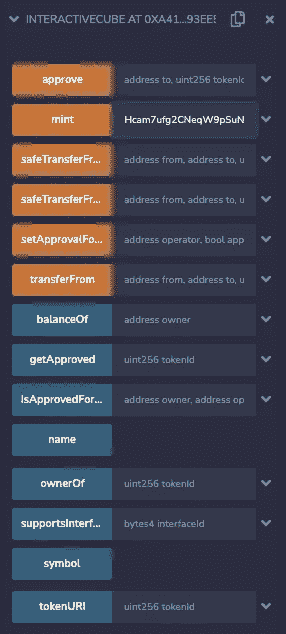 INTERACTIVECUBE AT 0XA41...93EEE
approve address to, uint256 tokenId
mint Hcam7ufg2CNeqW9pSuN
safeTransferFr... address from, address to, u
safeTransferFr... address from, address to, u
setApprovalFo... address operator, bool app
transferFrom address from, address to, u
balanceOf address owner
getApproved uint256 tokenId
isApprovedFor... address owner, address op
name
ownerOf uint256 tokenId
supportsInterf... bytes4 interfaceId
symbol
tokenURI uint256 tokenId